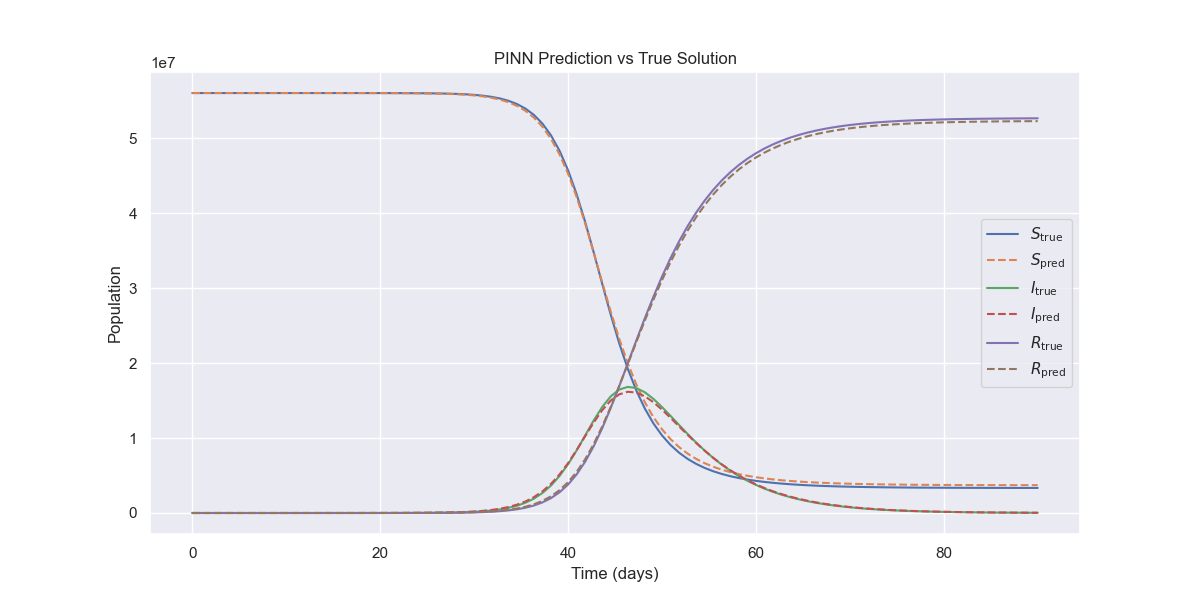 PINN Prediction vs True Solution
1e7
5
4
3
2
1
0
Population
S_true
S_pred
I_true
I_pred
R_true
R_pred
0 20 40 60 80
Time (days)